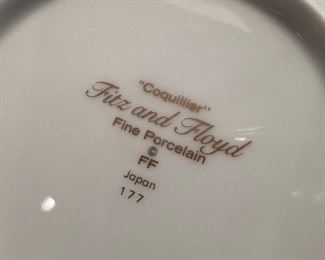 "Coquillier"
Fitz and Floyd
Fine Porcelain
©
FF
Japan
177